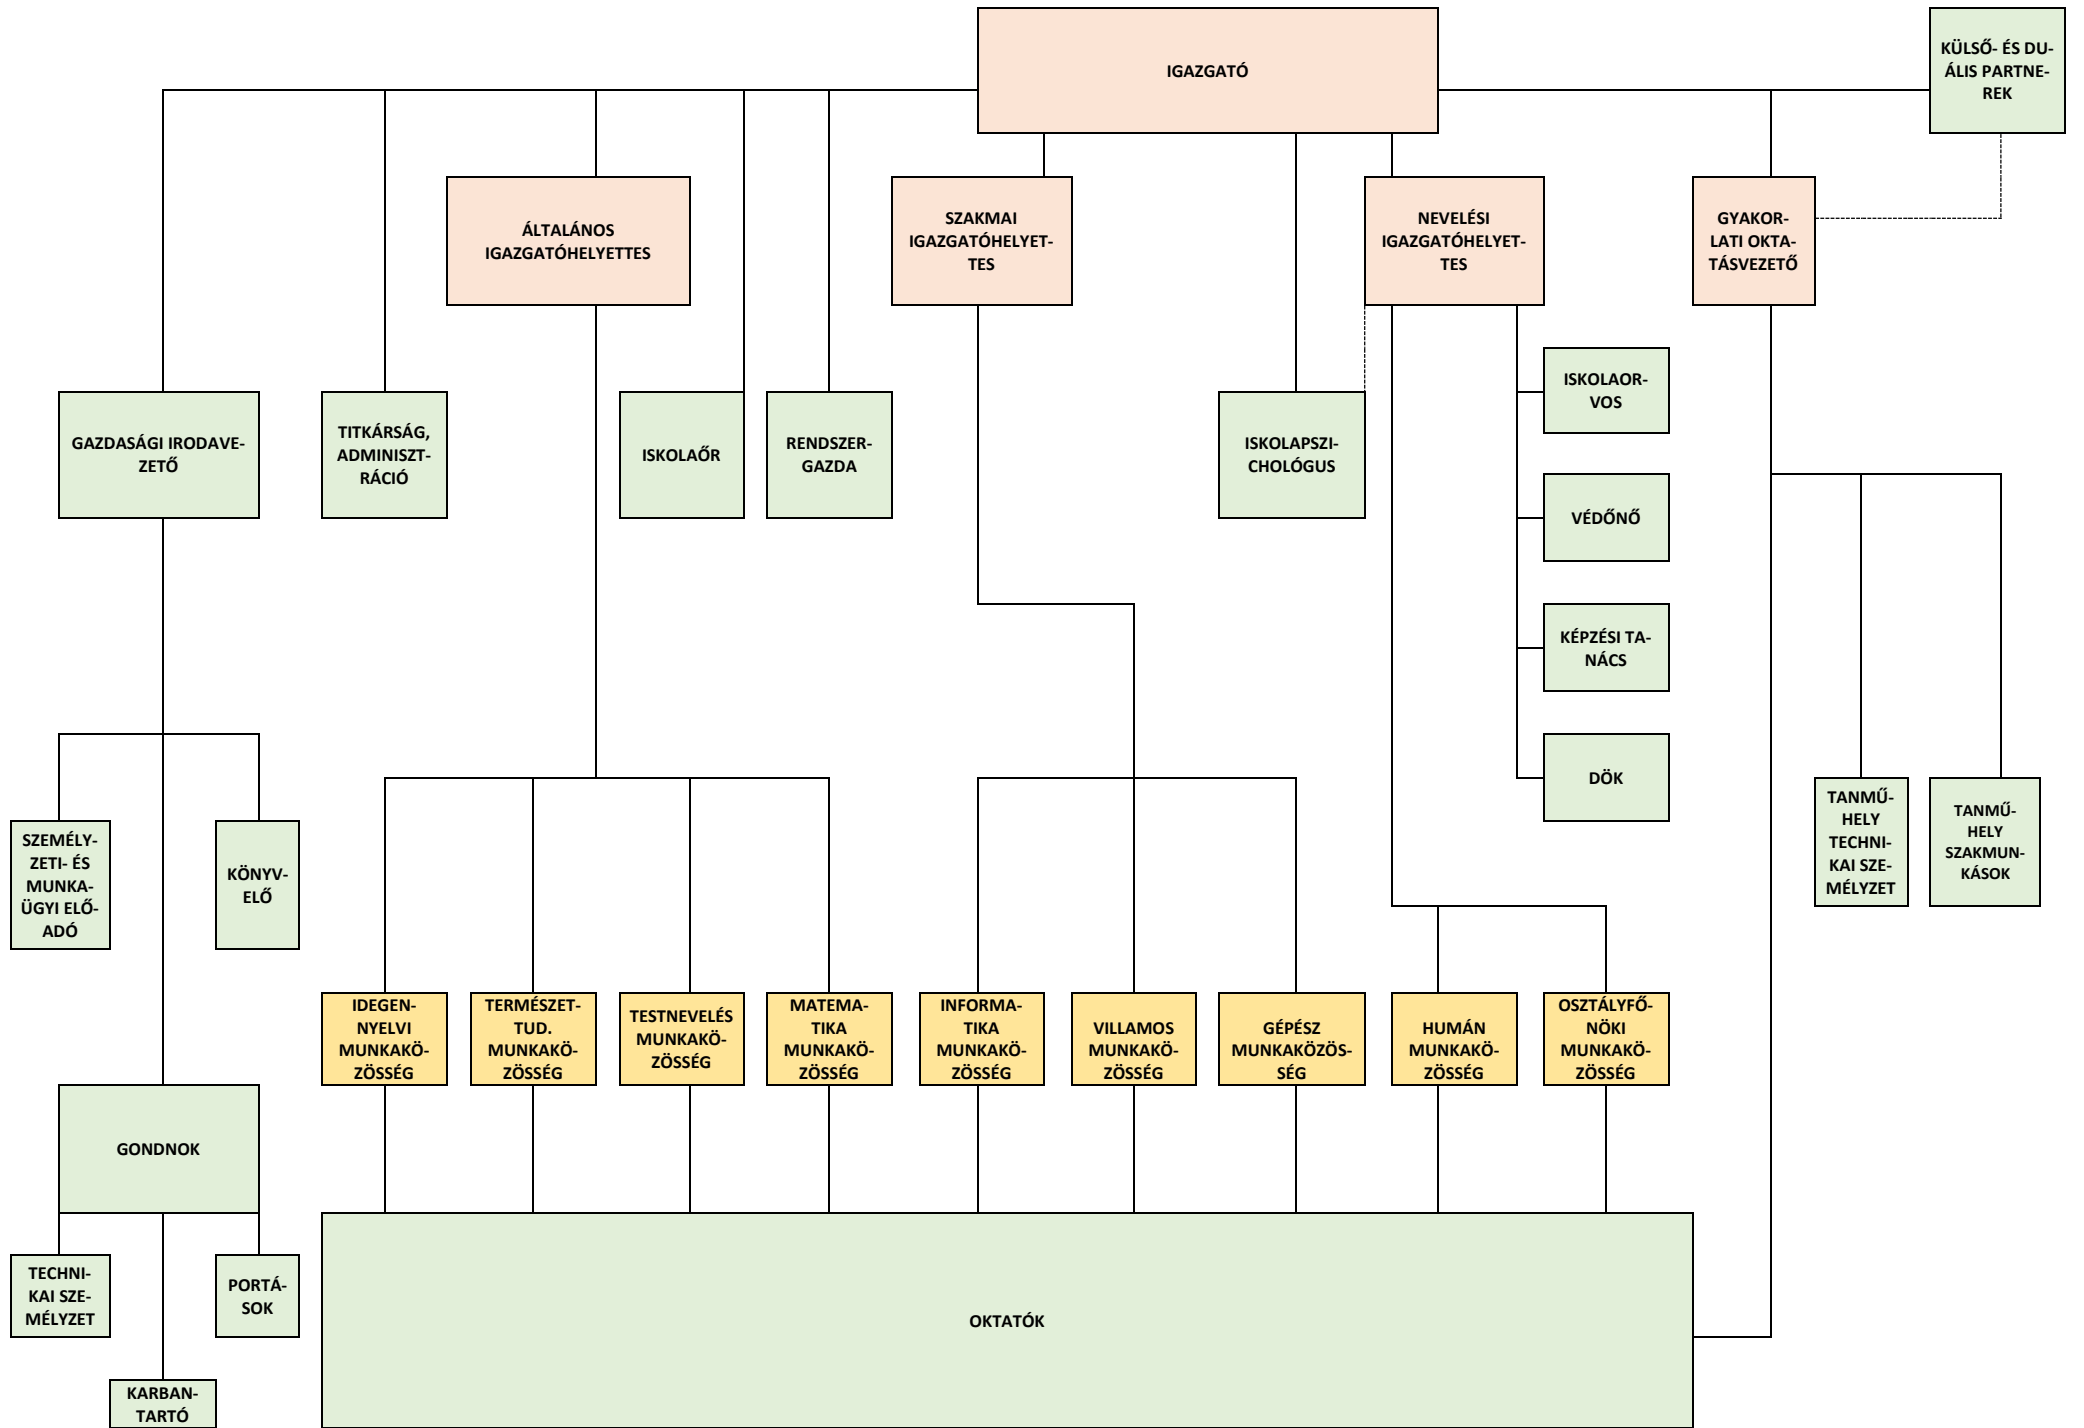 IGAZGATÓ
KÜLSŐ- ÉS DU-
ÁLIS PARTNE-
REK
ÁLTALÁNOS
IGAZGATÓHELYETTES
SZAKMAI
IGAZGATÓHELYET-
TES
NEVELÉSI
IGAZGATÓHELYET-
TES
GYAKOR-
LATI OKTA-
TÁSVEZETŐ
GAZDASÁGI IRODAVE-
ZETŐ
TITKÁRSÁG,
ADMINISZT-
RÁCIÓ
ISKOLAŐR
RENDSZER-
GAZDA
ISKOLAPSZI-
CHOLÓGUS
ISKOLAOR-
VOS
VÉDŐNŐ
KÉPZÉSI TA-
NÁCS
DÖK
SZEMÉLY-
ZETI- ÉS
MUNKA-
ÜGYI ELŐ-
ADÓ
KÖNYV-
ELŐ
TANMŰ-
HELY
TECHNI-
KAI SZE-
MÉLYZET
TANMŰ-
HELY
SZAKMUN-
KÁSOK
IDEGEN-
NYELVI
MUNKAKÖ-
ZÖSSÉG
TERMÉSZET-
TUD.
MUNKAKÖ-
ZÖSSÉG
TESTNEVELÉS
MUNKAKÖ-
ZÖSSÉG
MATEMA-
TIKA
MUNKAKÖ-
ZÖSSÉG
INFORMA-
TIKA
MUNKAKÖ-
ZÖSSÉG
VILLAMOS
MUNKAKÖ-
ZÖSSÉG
GÉPÉSZ
MUNKAKÖZÖS-
SÉG
HUMÁN
MUNKAKÖ-
ZÖSSÉG
OSZTÁLYFŐ-
NÖKI
MUNKAKÖ-
ZÖSSÉG
GONDNOK
TECHNI-
KAI SZE-
MÉLYZET
PORTÁ-
SOK
KARBAN-
TARTÓ
OKTATÓK